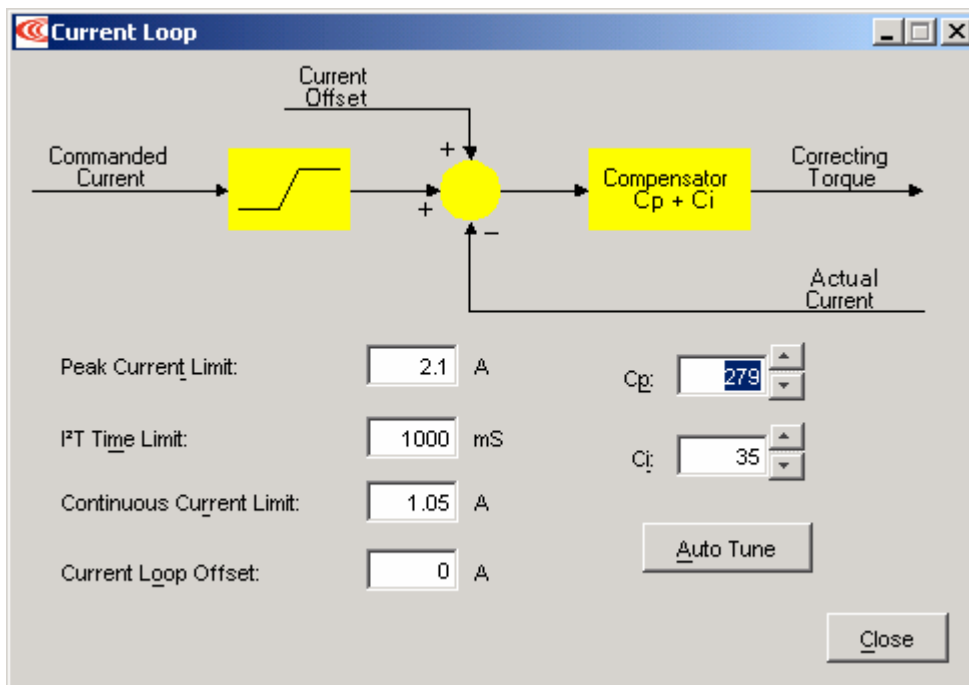 Current Loop
Current
Offset
+
Commanded
Current
+
−
Compensator
Cp + Ci
Correcting
Torque
Actual
Current
Peak Current Limit: 2.1 A
Cp: 279
I²T Time Limit: 1000 mS
Ci: 35
Continuous Current Limit: 1.05 A
Auto Tune
Current Loop Offset: 0 A
Close